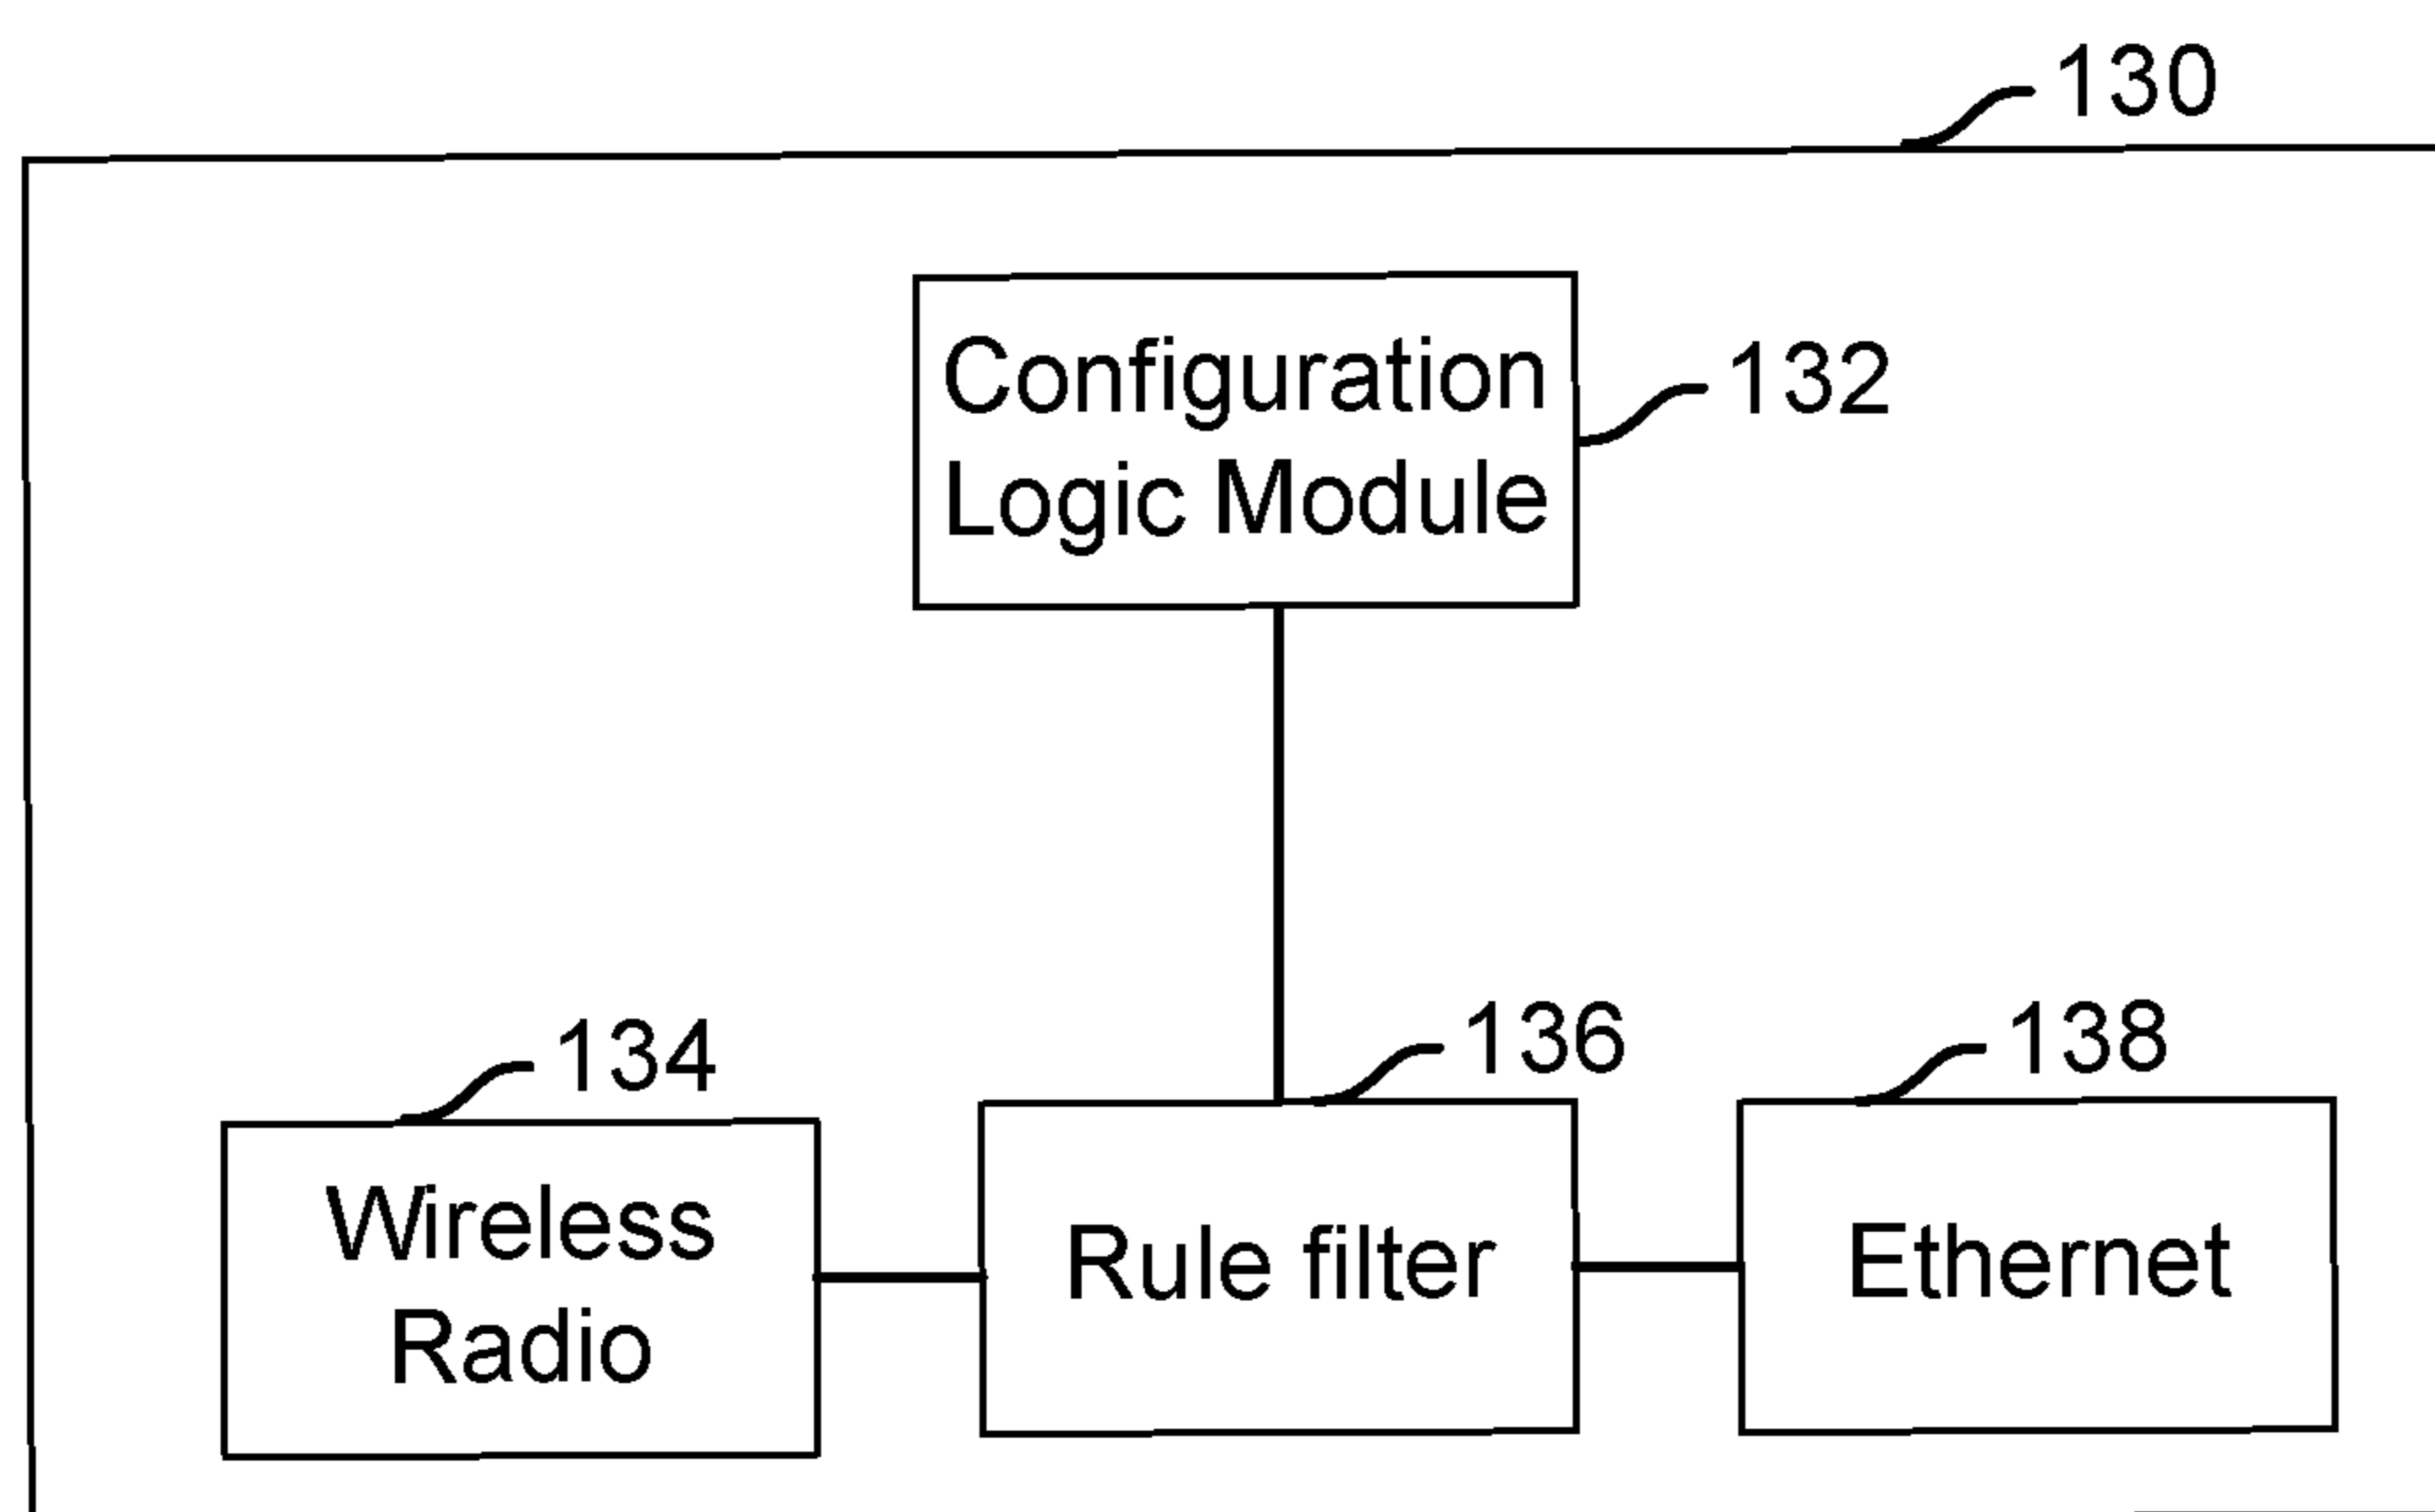 130
Configuration
Logic Module
132
134
136
138
Wireless
Radio
Rule filter
Ethernet